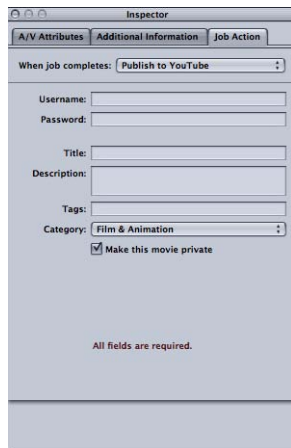 Inspector
A/V Attributes Additional Information Job Action
When job completes: Publish to YouTube
Username:
Password:
Title:
Description:
Tags:
Category: Film & Animation
Make this movie private
All fields are required.